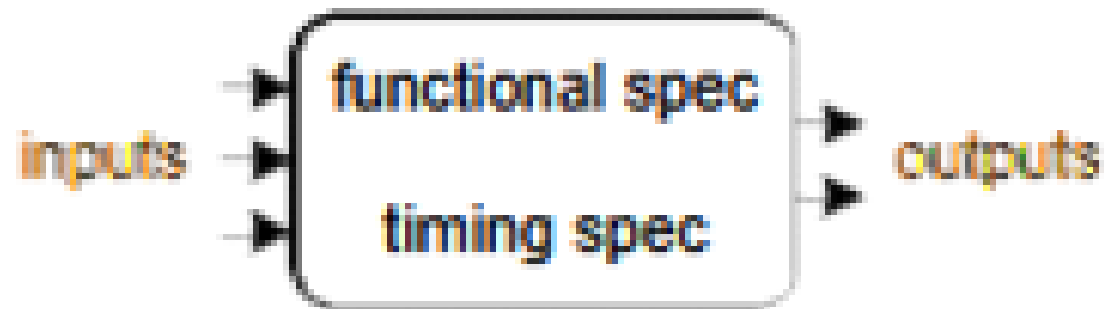 functional spec
inputs
outputs
timing spec